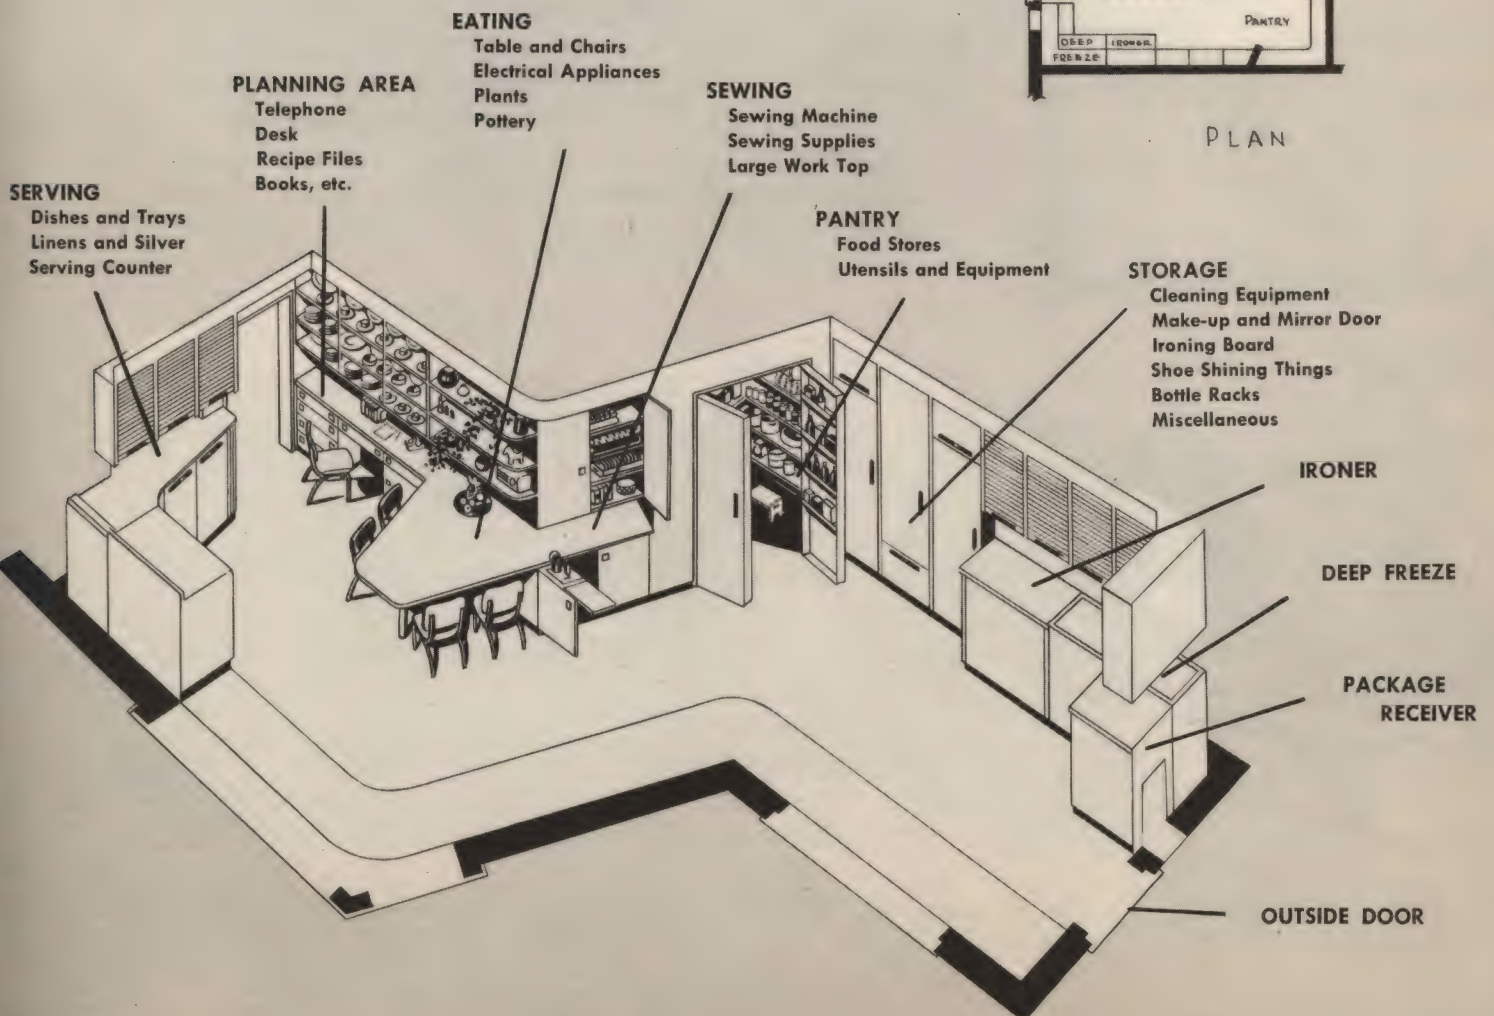 PANTRY
DEEP
IRONER
FREEZE
PLAN
EATING
Table and Chairs
Electrical Appliances
Plants
Pottery
PLANNING AREA
Telephone
Desk
Recipe Files
Books, etc.
SEWING
Sewing Machine
Sewing Supplies
Large Work Top
SERVING
Dishes and Trays
Linens and Silver
Serving Counter
PANTRY
Food Stores
Utensils and Equipment
STORAGE
Cleaning Equipment
Make-up and Mirror Door
Ironing Board
Shoe Shining Things
Bottle Racks
Miscellaneous
IRONER
DEEP FREEZE
PACKAGE
RECEIVER
OUTSIDE DOOR